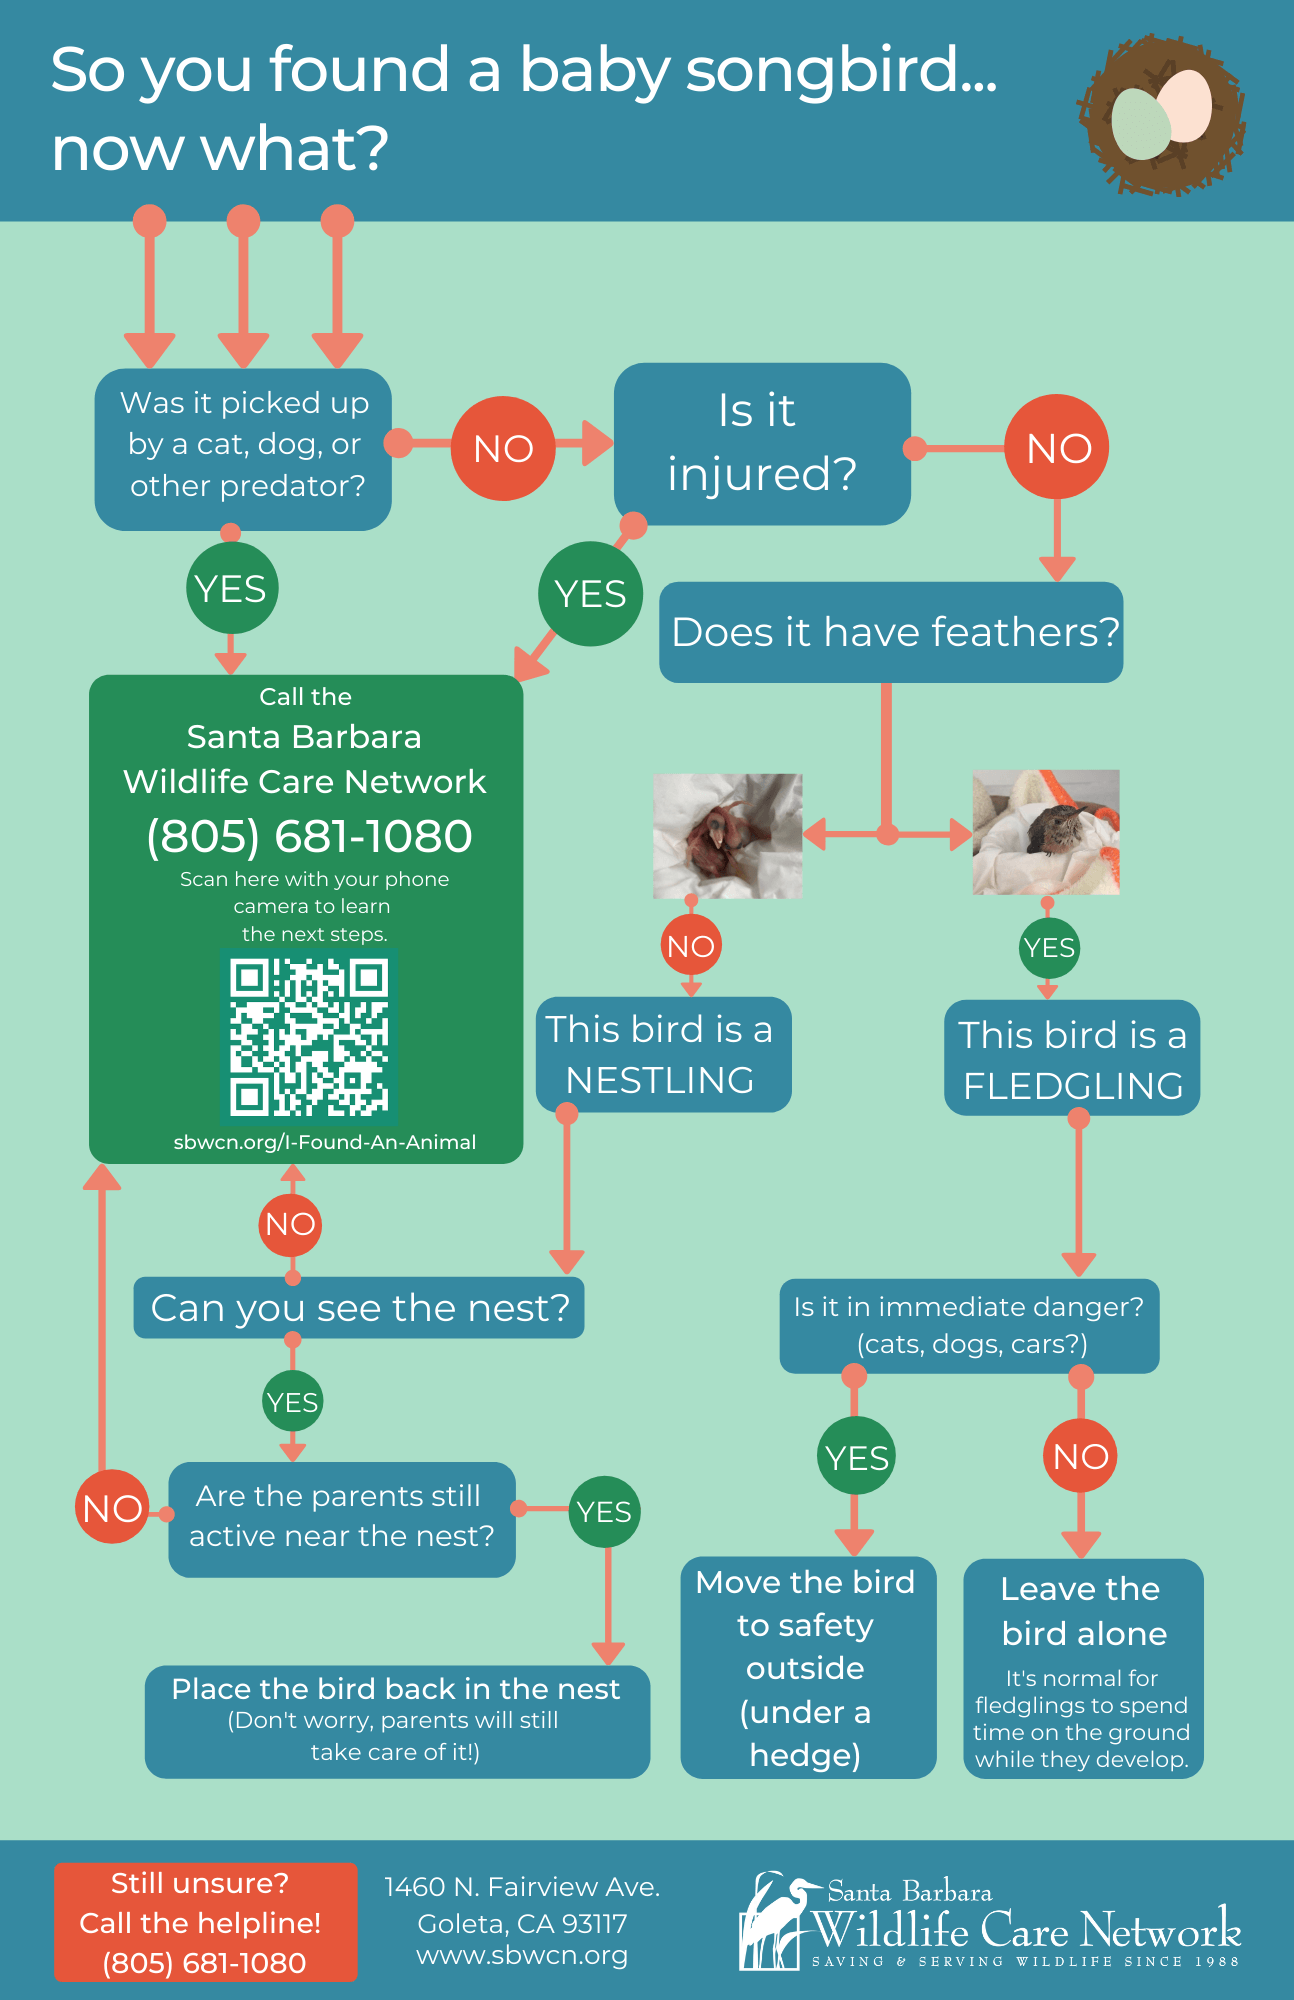 So you found a baby songbird...
now what?
Was it picked up
by a cat, dog, or
other predator?
NO
Is it
injured?
NO
YES
YES
Does it have feathers?
Call the
Santa Barbara
Wildlife Care Network
(805) 681-1080
Scan here with your phone
camera to learn
the next steps.
sbwcn.org/I-Found-An-Animal
NO
YES
This bird is a
NESTLING
This bird is a
FLEDGLING
NO
Can you see the nest?
Is it in immediate danger?
(cats, dogs, cars?)
YES
YES
NO
NO
Are the parents still
active near the nest?
YES
Place the bird back in the nest
(Don't worry, parents will still
take care of it!)
Move the bird
to safety
outside
(under a
hedge)
Leave the
bird alone
It's normal for
fledglings to spend
time on the ground
while they develop.
Still unsure?
Call the helpline!
(805) 681-1080
1460 N. Fairview Ave.
Goleta, CA 93117
www.sbwcn.org
Santa Barbara
Wildlife Care Network
SAVING & SERVING WILDLIFE SINCE 1988